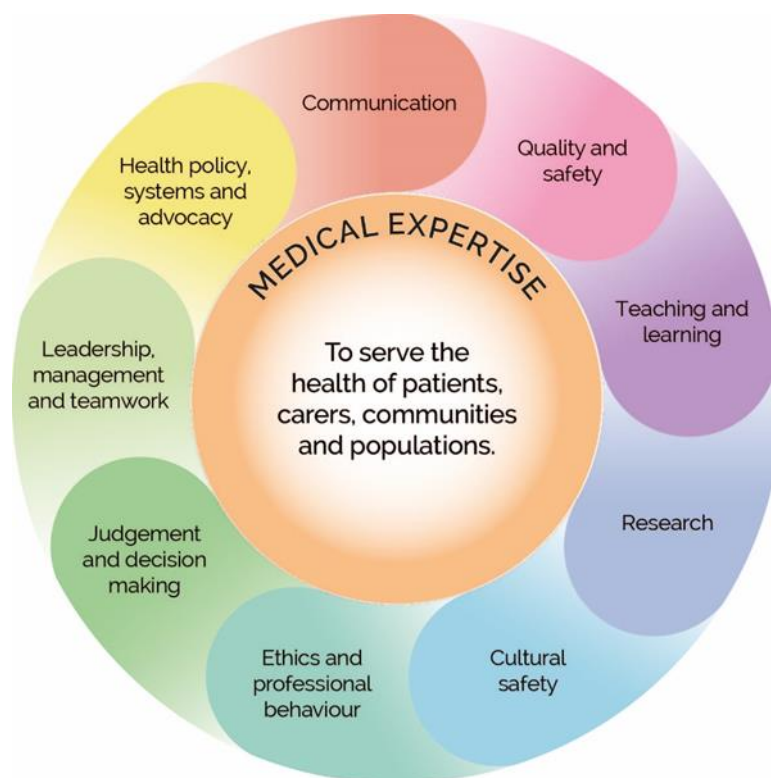 Communication
Quality and
safety
Teaching and
learning
Research
Cultural
safety
Ethics and
professional
behaviour
Judgement
and decision
making
Leadership,
management
and teamwork
Health policy,
systems and
advocacy
MEDICAL EXPERTISE
To serve the
health of patients,
carers, communities
and populations.